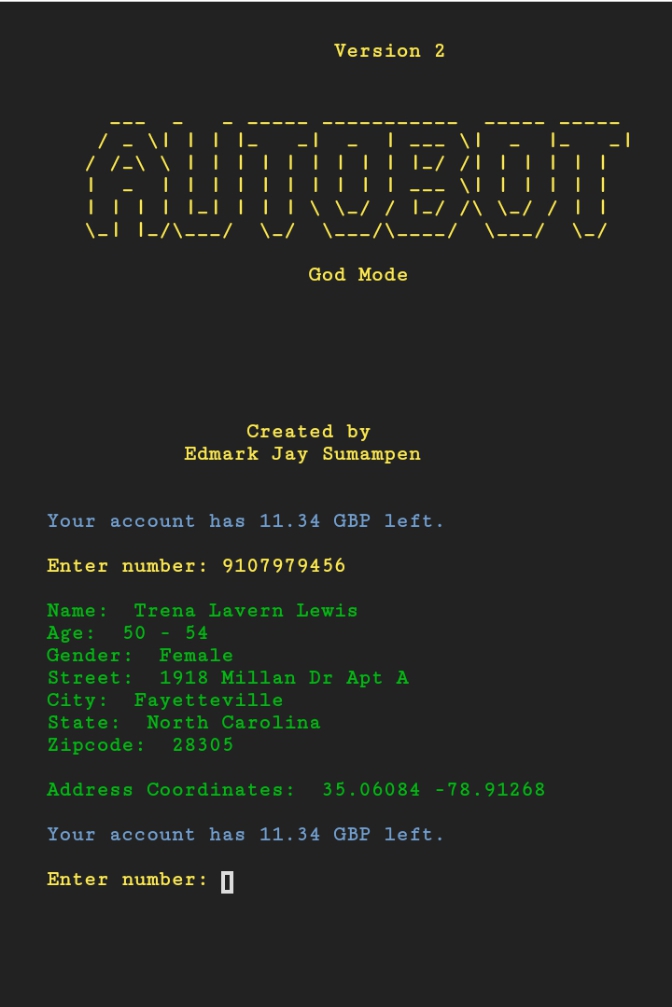 Version 2
AUTOBOT
God Mode
Created by
Edmark Jay Sumampen
Your account has 11.34 GBP left.
Enter number: 9107979456
Name:  Trena Lavern Lewis
Age:  50 - 54
Gender:  Female
Street:  1918 Millan Dr Apt A
City:  Fayetteville
State:  North Carolina
Zipcode:  28305
Address Coordinates:  35.06084 -78.91268
Your account has 11.34 GBP left.
Enter number: